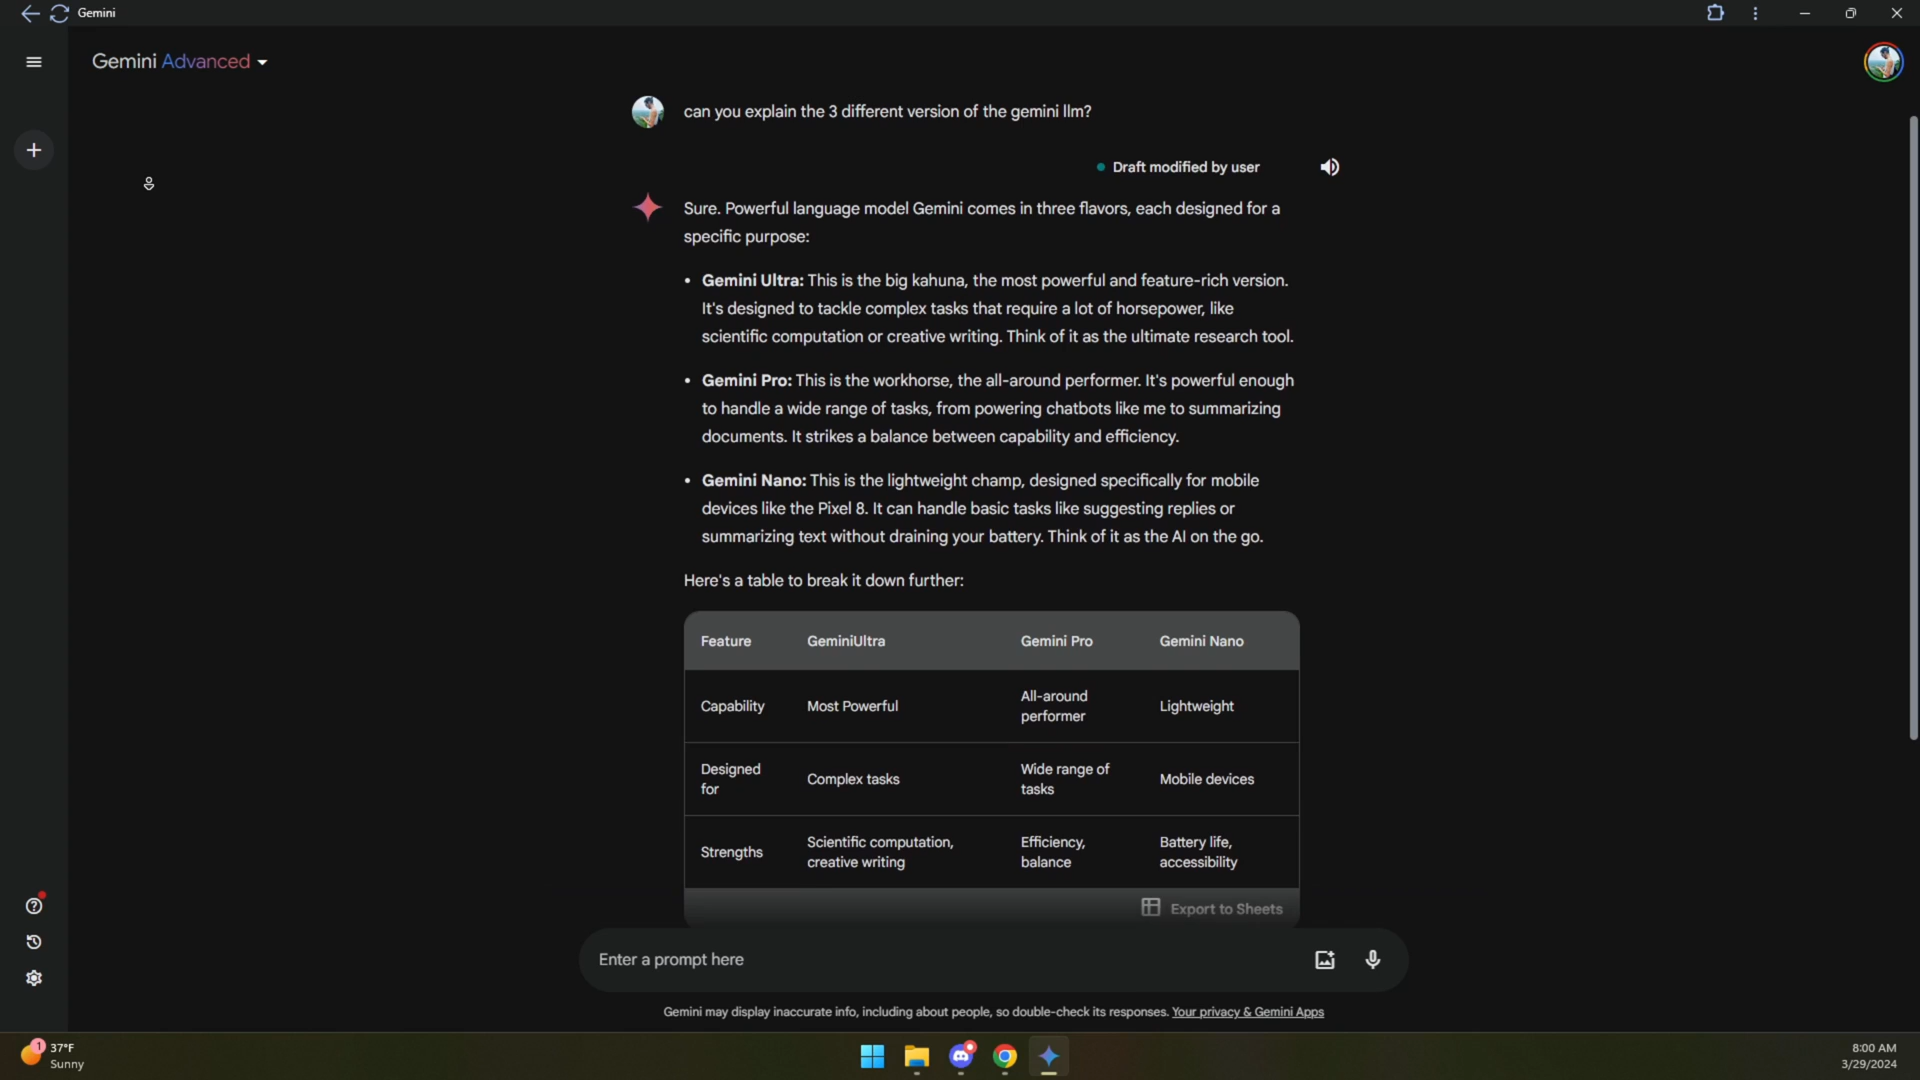 Gemini
Gemini Advanced
can you explain the 3 different version of the gemini llm?
Draft modified by user
Sure. Powerful language model Gemini comes in three flavors, each designed for a
specific purpose:
• Gemini Ultra: This is the big kahuna, the most powerful and feature-rich version.
It's designed to tackle complex tasks that require a lot of horsepower, like
scientific computation or creative writing. Think of it as the ultimate research tool.
• Gemini Pro: This is the workhorse, the all-around performer. It's powerful enough
to handle a wide range of tasks, from powering chatbots like me to summarizing
documents. It strikes a balance between capability and efficiency.
• Gemini Nano: This is the lightweight champ, designed specifically for mobile
devices like the Pixel 8. It can handle basic tasks like suggesting replies or
summarizing text without draining your battery. Think of it as the AI on the go.
Here's a table to break it down further:
Feature GeminiUltra Gemini Pro Gemini Nano
Capability Most Powerful All-around performer Lightweight
Designed for Complex tasks Wide range of tasks Mobile devices
Strengths Scientific computation, creative writing Efficiency, balance Battery life, accessibility
Export to Sheets
Enter a prompt here
Gemini may display inaccurate info, including about people, so double-check its responses. Your privacy & Gemini Apps
1
37°F
Sunny
8:00 AM
3/29/2024